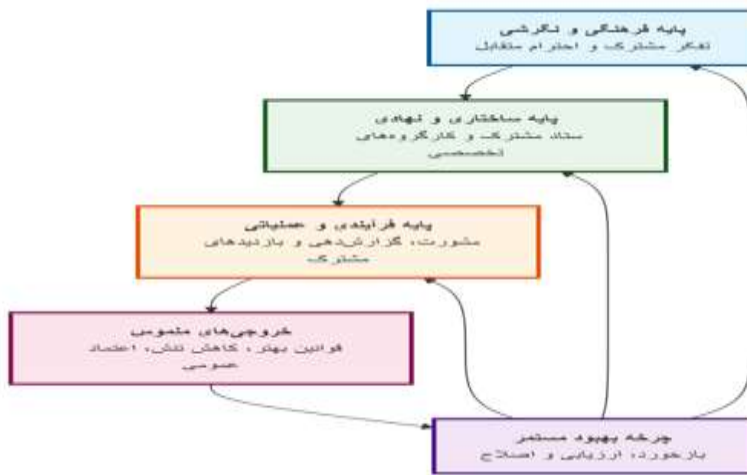 پایه فرهنگی و نگرشی
تفکر مشترک و احترام متقابل
پایه ساختاری و نهادی
ستاد مشترک و کارگروه‌های
تخصصی
پایه فرآیندی و عملیاتی
مشورت، گزارش‌دهی و بازدیدهای
مشترک
خروجی‌های ملموس
قوانین بهتر، کاهش تنش، اعتماد
عمومی
چرخه بهبود مستمر
بازخورد، ارزیابی و اصلاح